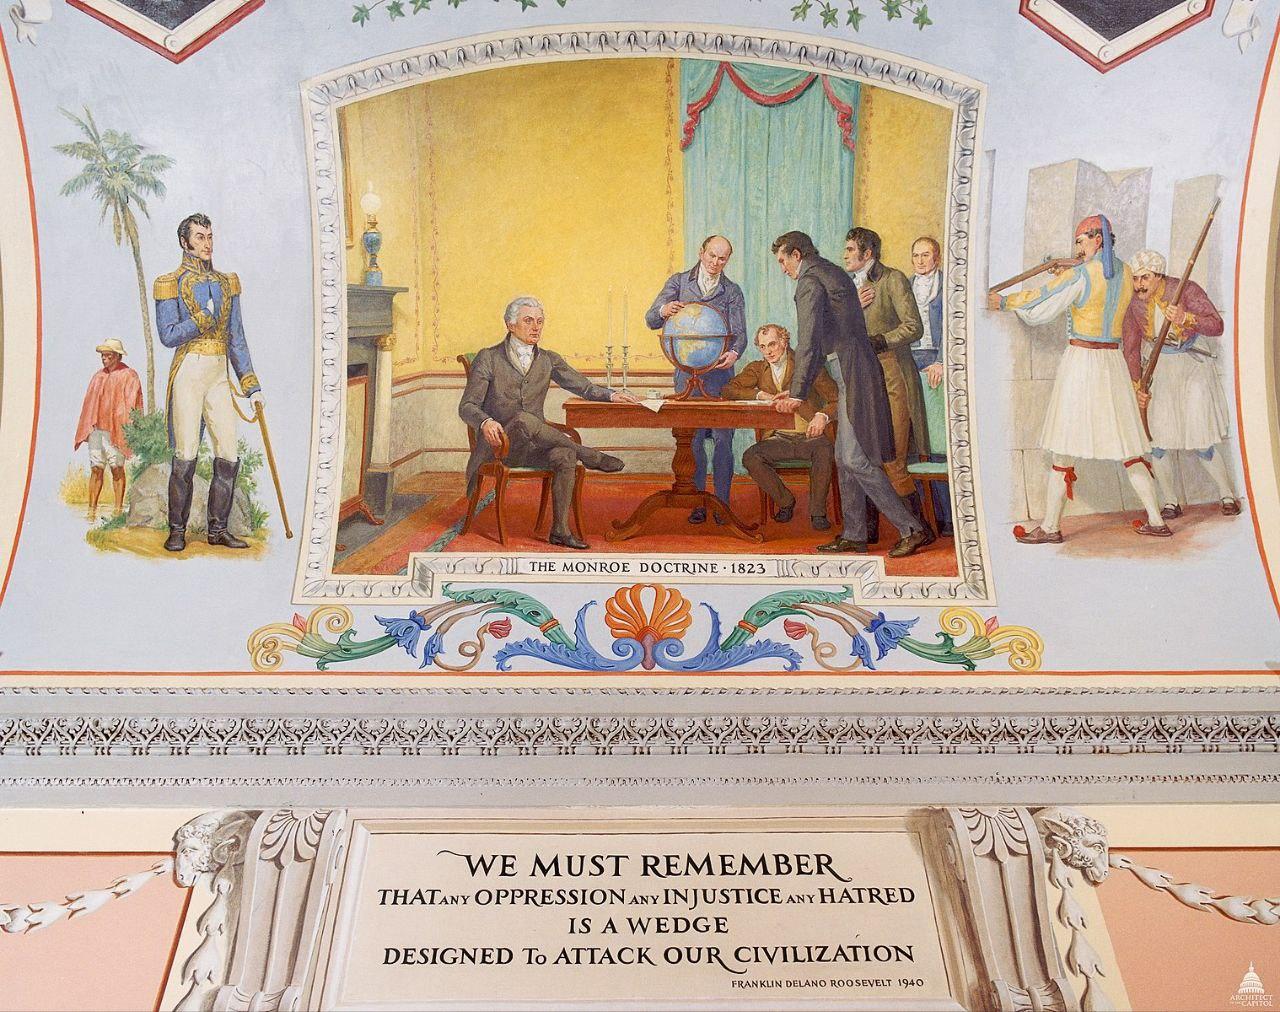 THE MONROE DOCTRINE · 1823
WE MUST REMEMBER
THAT ANY OPPRESSION ANY INJUSTICE ANY HATRED
IS A WEDGE
DESIGNED TO ATTACK OUR CIVILIZATION
FRANKLIN DELANO ROOSEVELT 1940
ARCHITECT
OF THE
CAPITOL